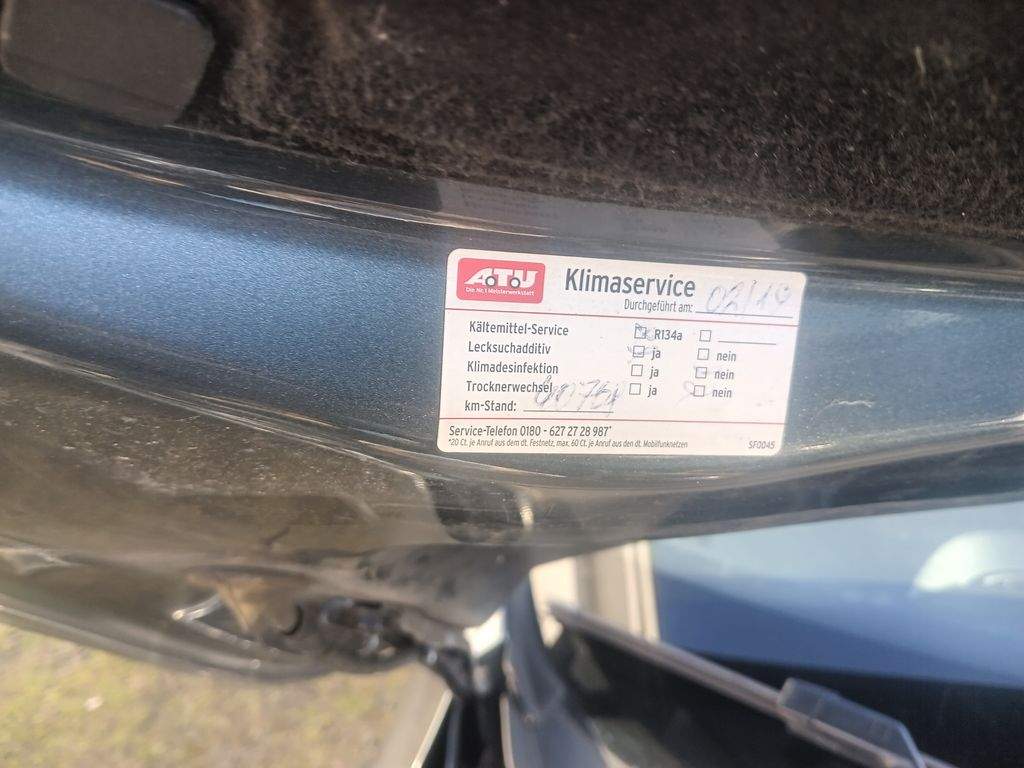 ATU
Die Nr. 1 Meisterwerkstatt
Klimaservice
Durchgeführt am: 02/19
Kältemittel-Service R134a
Lecksuchadditiv ja nein
Klimadesinfektion ja nein
Trocknerwechsel ja nein
km-Stand:
Service-Telefon 0180 - 627 27 28 987*
*20 Ct. je Anruf aus dem dt. Festnetz, max. 60 Ct. je Anruf aus den dt. Mobilfunknetzen
SF0045